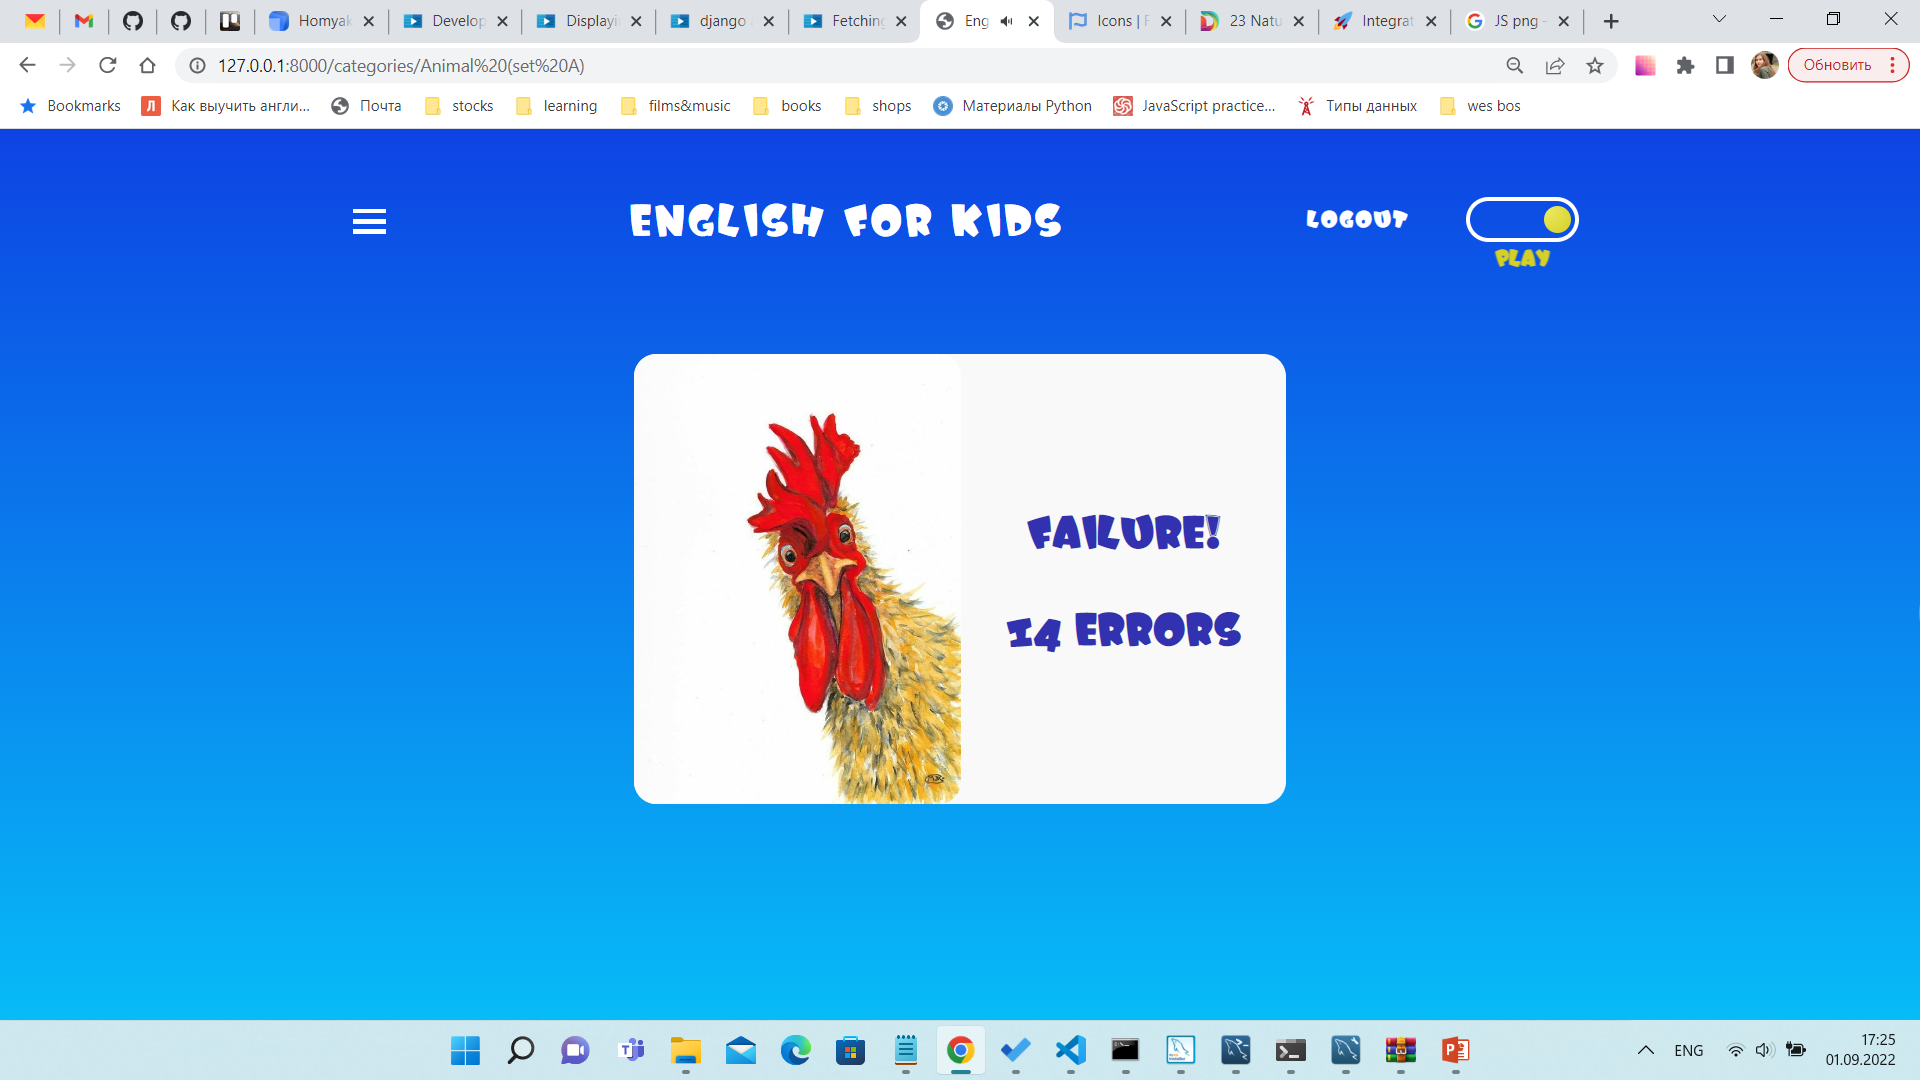 Homyak
Develop
Displayin
django a
Fetching
Eng
Icons | F
23 Natu
Integrat
JS png -
127.0.0.1:8000/categories/Animal%20(set%20A)
Обновить
Bookmarks
Как выучить англи...
Почта
stocks
learning
films&music
books
shops
Материалы Python
JavaScript practice...
Типы данных
wes bos
ENGLISH FOR KIDS
LOGOUT
PLAY
FAILURE!
14 ERRORS
ENG
17:25
01.09.2022